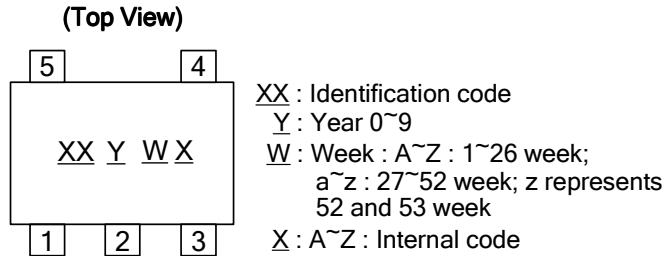 (Top View)
5 4
XX Y W X
1 2 3
XX : Identification code
Y : Year 0~9
W : Week : A~Z : 1~26 week;
a~z : 27~52 week; z represents
52 and 53 week
X : A~Z : Internal code